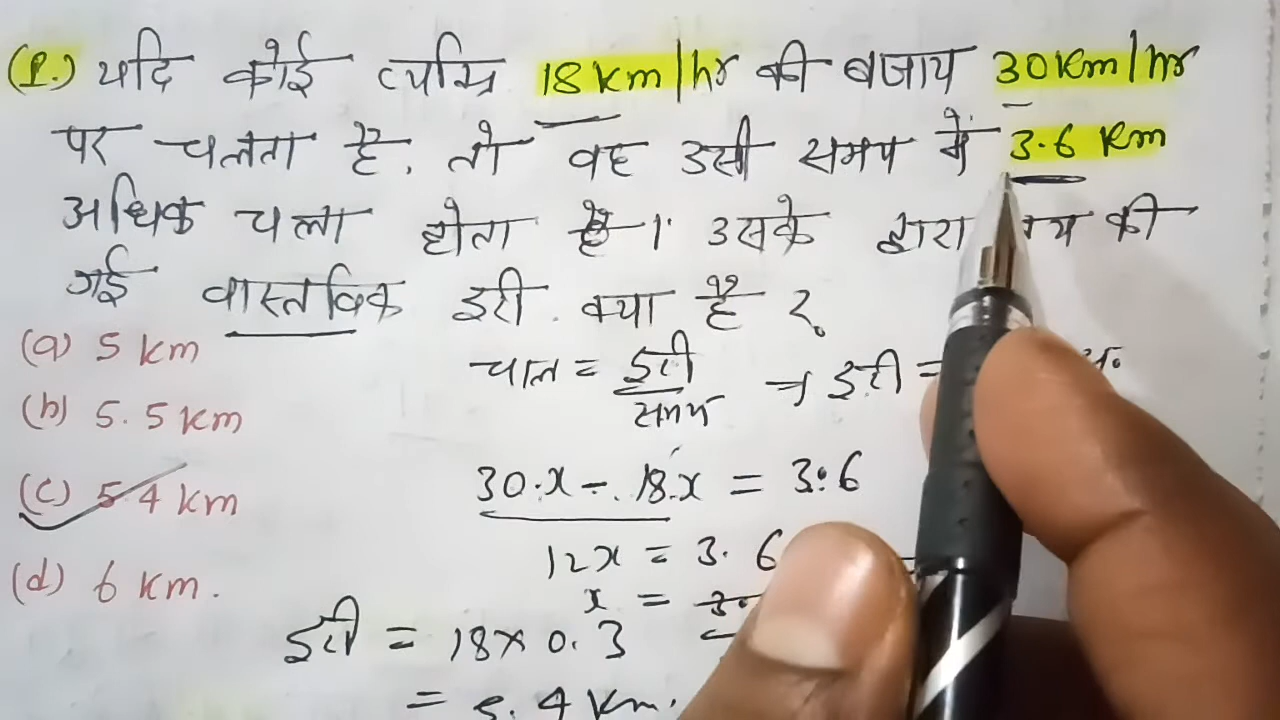 (1.) यदि कोई व्यक्ति 18 km/hr की बजाय 30 km/hr
पर चलता है, तो वह उसी समय में 3.6 Km
अधिक चला होता है। उसके द्वारा की
गई वास्तविक दूरी क्या है ?
(a) 5 km
(b) 5.5 km
(c) 5.4 km
(d) 6 km.
चाल = दूरी/समय ⇒ दूरी =
30.x - 18.x = 3.6
12x = 3.6
x =
दूरी = 18 x 0.3
= 5.4 Km.